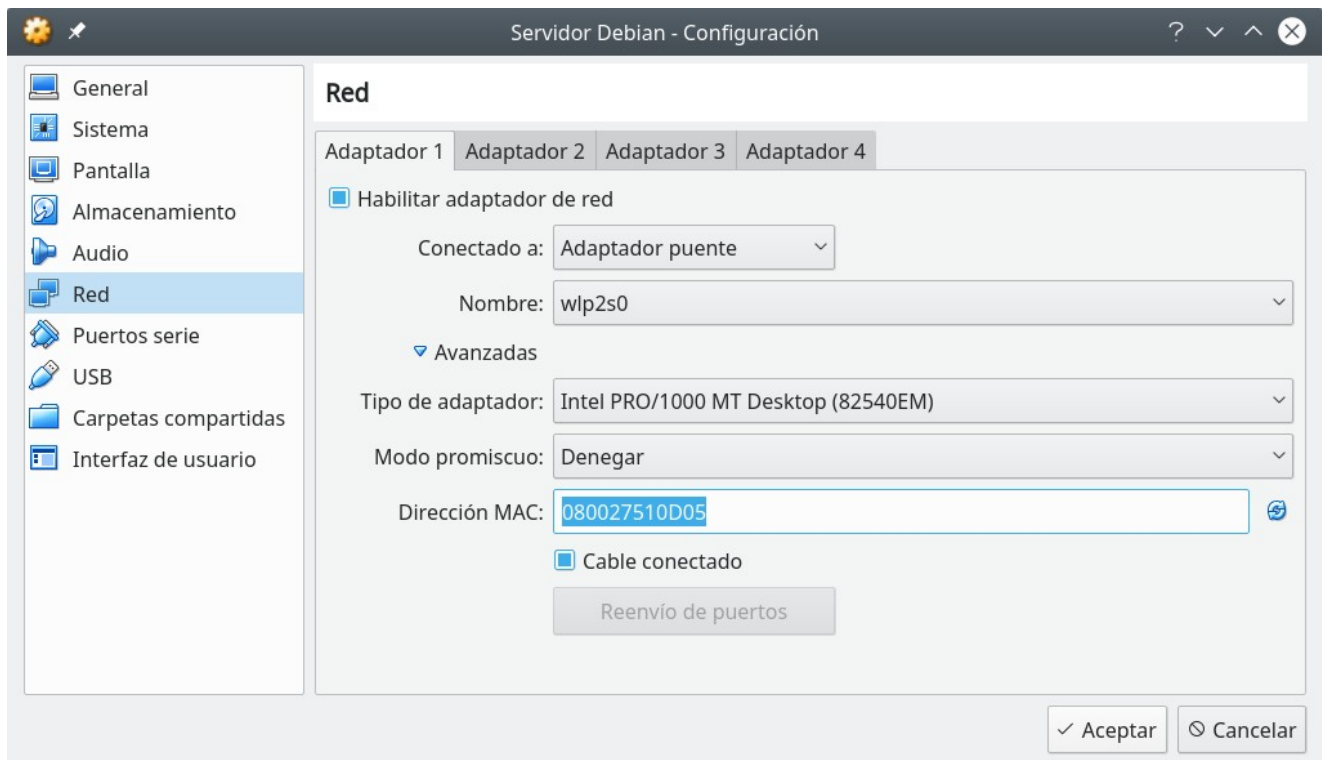 Servidor Debian - Configuración
General
Sistema
Pantalla
Almacenamiento
Audio
Red
Puertos serie
USB
Carpetas compartidas
Interfaz de usuario
Red
Adaptador 1 Adaptador 2 Adaptador 3 Adaptador 4
Habilitar adaptador de red
Conectado a: Adaptador puente
Nombre: wlp2s0
Avanzadas
Tipo de adaptador: Intel PRO/1000 MT Desktop (82540EM)
Modo promiscuo: Denegar
Dirección MAC: 080027510D05
Cable conectado
Reenvío de puertos
Aceptar Cancelar